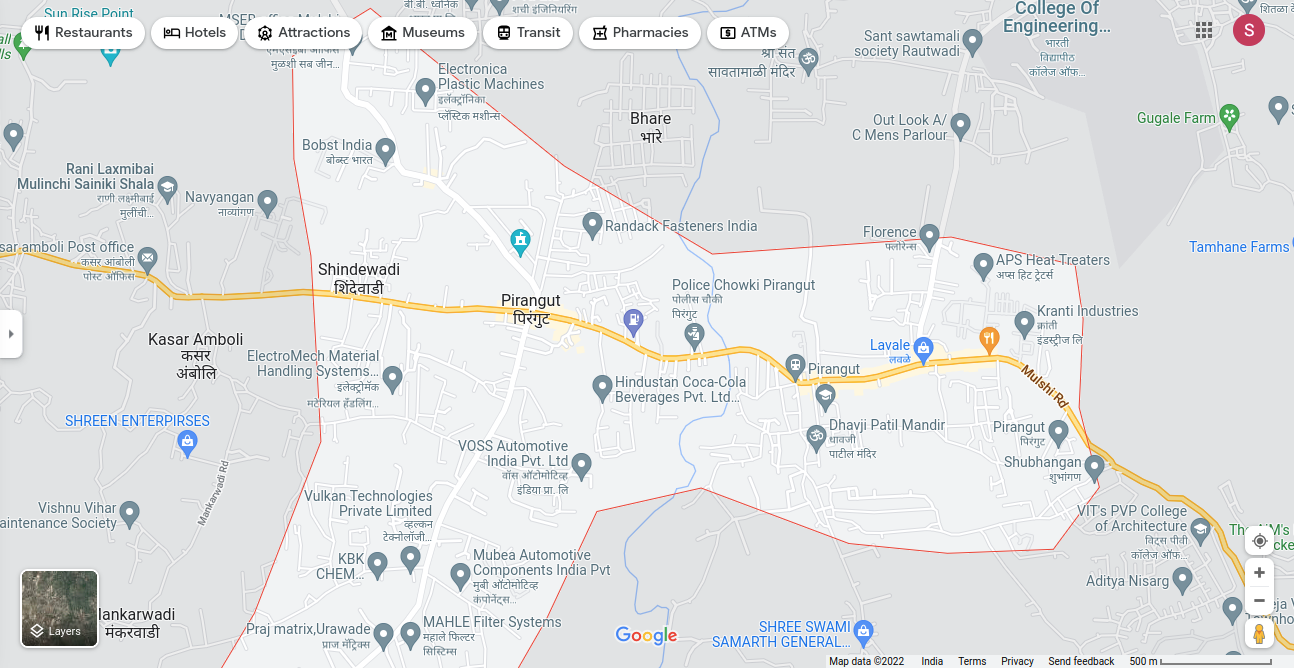 Sun Rise Point
Restaurants
Hotels
Attractions
Museums
Transit
Pharmacies
ATMs
S
मुळशी सब जीन...
शची इंजिनियरिंग
College Of
Engineering...
भारती
विद्यापीठ
कॉलेज ऑफ...
Sant sawtamali
society Rautwadi
श्री संत
सावतामाळी मंदिर
Electronica
Plastic Machines
इलॅक्ट्रॉनिका
प्लॅस्टिक मशीन्स
Bhare
भारे
Out Look A/
C Mens Parlour
Gugale Farm
Bobst India
बोब्स्ट भारत
Rani Laxmibai
Mulinchi Sainiki Shala
राणी लक्ष्मीबाई
मुलींची...
Navyangan
नाव्यांगण
Randack Fasteners India
Florence
फ्लोरेन्स
Tamhane Farms
amboli Post office
कसर आंबोली
पोस्ट ऑफिस
APS Heat Treaters
अप्स हिट ट्रेटर्स
Shindewadi
शिंदेवाडी
Police Chowki Pirangut
पोलीस चौकी
पिरंगुट
Pirangut
पिरंगुट
Kranti Industries
क्रांती
इंडस्ट्रीज लि
Kasar Amboli
कसर
अंबोलि
Lavale
लवळे
ElectroMech Material
Handling Systems...
इलेक्ट्रोमॅक
मटेरियल हॅडलिंग...
Pirangut
Mulshi Rd
Hindustan Coca-Cola
Beverages Pvt. Ltd...
SHREEN ENTERPIRSES
Dhavji Patil Mandir
धावजी
पाटील मंदिर
Pirangut
पिरंगुट
VOSS Automotive
India Pvt. Ltd
वॉस ऑटोमोटिव्ह
इंडिया प्रा. लि
Shubhangan
शुभांगण
Mankarwadi Rd
Vulkan Technologies
Private Limited
व्हल्कन
टेक्नोलॉजी...
Vishnu Vihar
aintenance Society
VIT's PVP College
of Architecture
विट्स पीवी
कॉलेज ऑफ...
KBK
CHEM...
Mubea Automotive
Components India Pvt
मुबी ऑटोमोटिव्ह
कंपोनेंट्स...
Aditya Nisarg
lankarwadi
मंकरवाडी
Layers
Praj matrix,Urawade
प्राज मॅट्रिक्स
MAHLE Filter Systems
महाले फिल्टर
सिस्टिम्स
Google
SHREE SWAMI
SAMARTH GENERAL...
Map data ©2022
India
Terms
Privacy
Send feedback
500 m